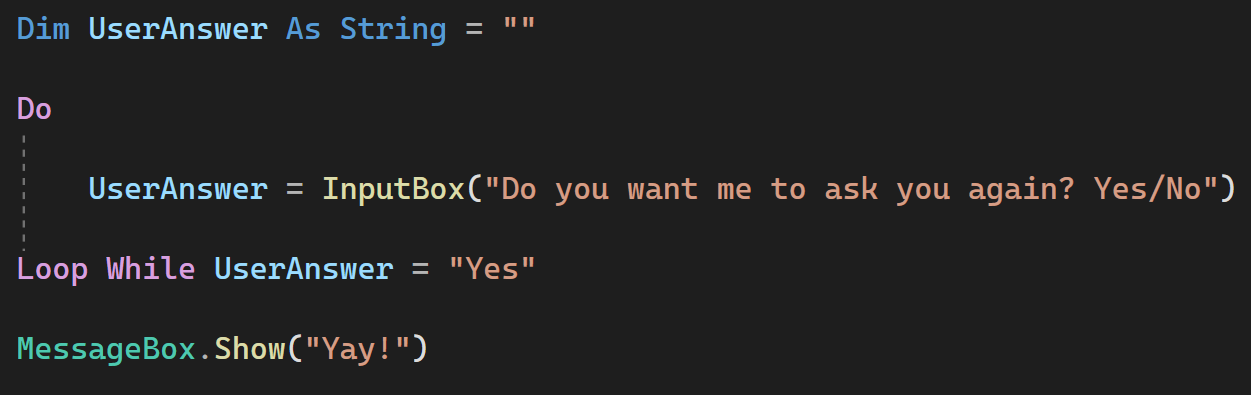 Dim UserAnswer As String = ""
Do
UserAnswer = InputBox("Do you want me to ask you again? Yes/No")
Loop While UserAnswer = "Yes"
MessageBox.Show("Yay!")